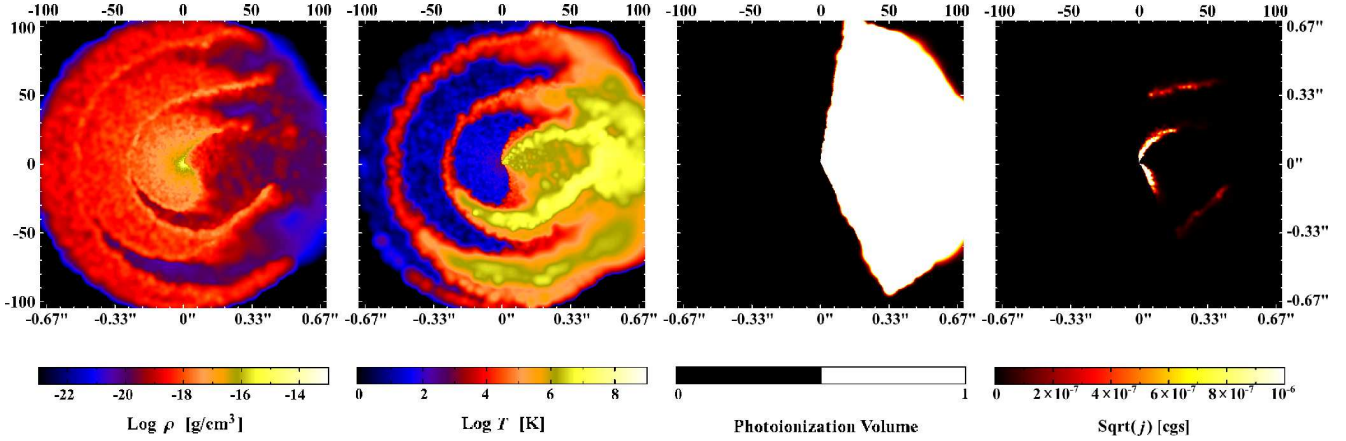 -100 -50 0 50 100
-100 -50 0 50 100
-100 -50 0 50 100
-100 -50 0 50 100
100
50
0
-50
-100
0.67"
0.33"
0"
-0.33"
-0.67"
-0.67" -0.33" 0" 0.33" 0.67"
-0.67" -0.33" 0" 0.33" 0.67"
-0.67" -0.33" 0" 0.33" 0.67"
-0.67" -0.33" 0" 0.33" 0.67"
-22 -20 -18 -16 -14
Log ρ [g/cm³]
0 2 4 6 8
Log T [K]
0 1
Photoionization Volume
0 2×10⁻⁷ 4×10⁻⁷ 6×10⁻⁷ 8×10⁻⁷ 10⁻⁶
Sqrt(j) [cgs]